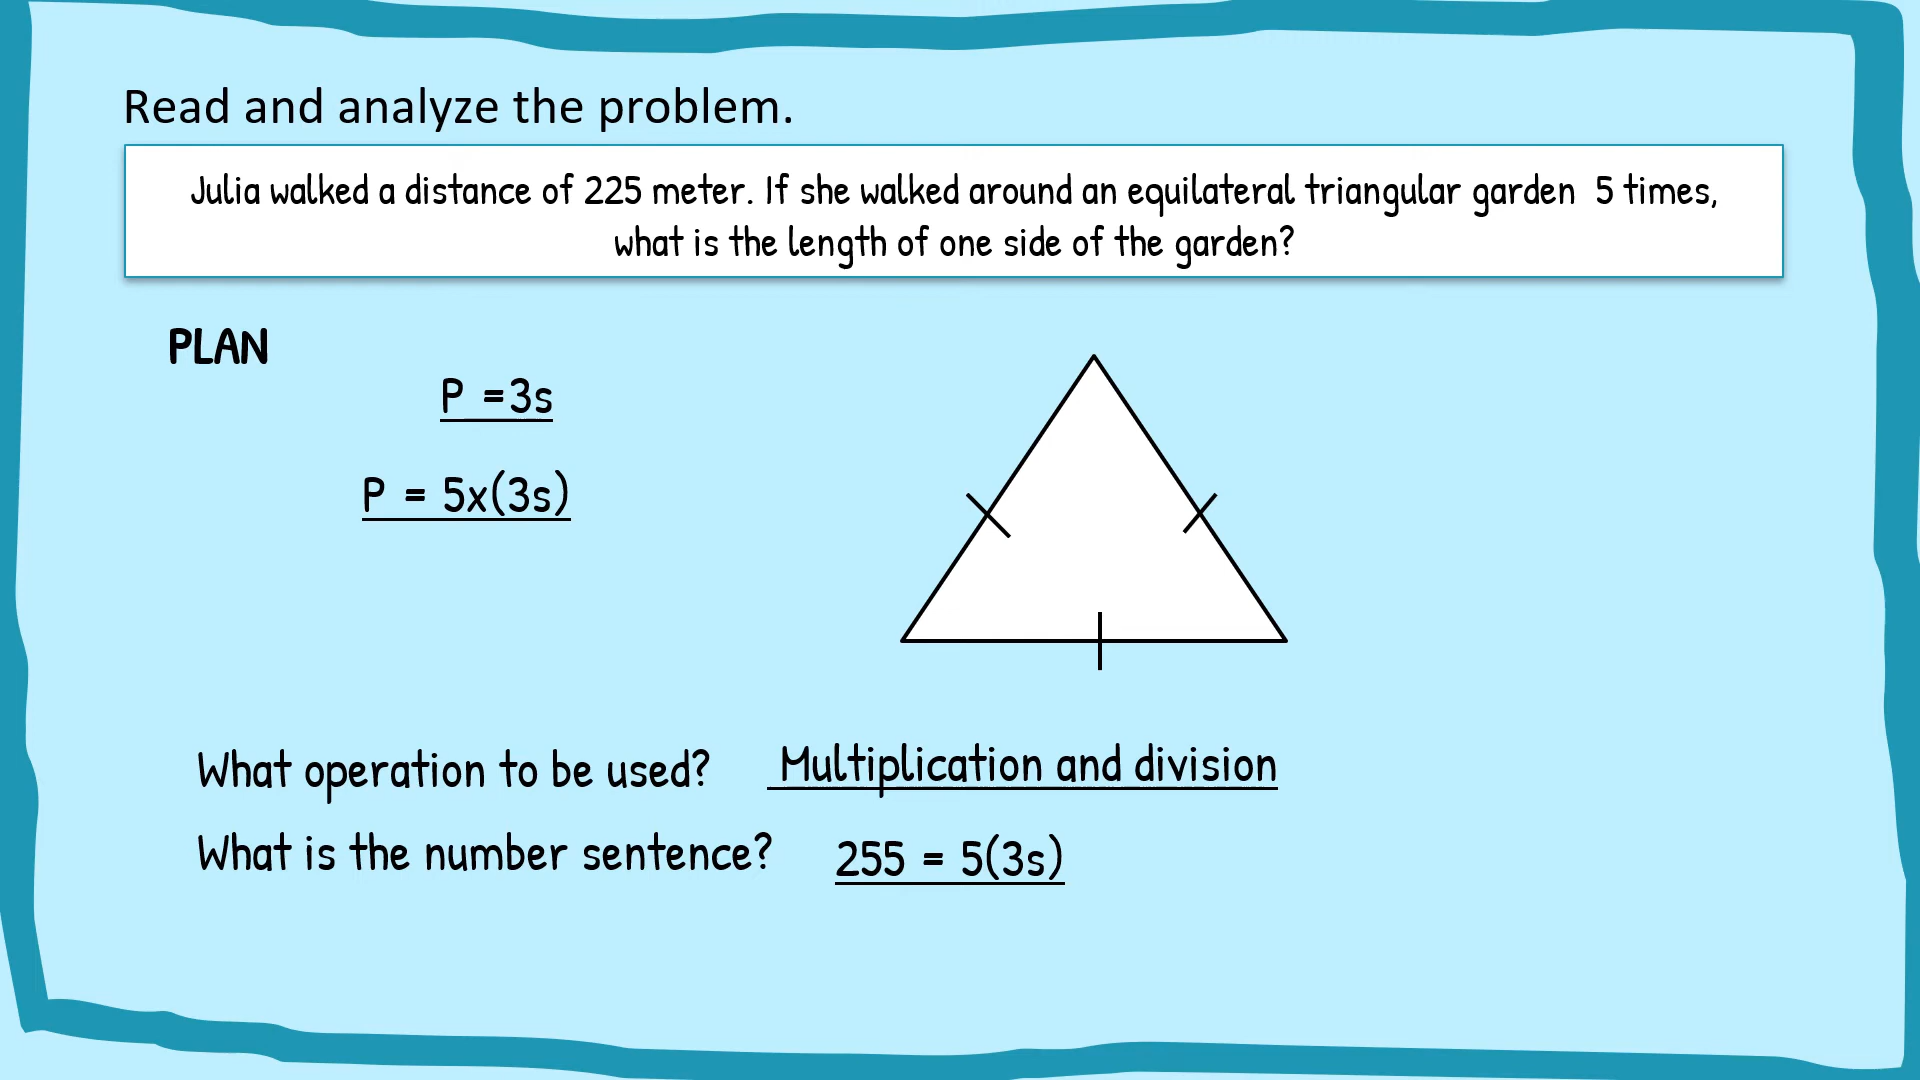 Read and analyze the problem.
Julia walked a distance of 225 meter. If she walked around an equilateral triangular garden 5 times,
what is the length of one side of the garden?
PLAN
P =3s
P = 5x(3s)
What operation to be used? Multiplication and division
What is the number sentence? 255 = 5(3s)